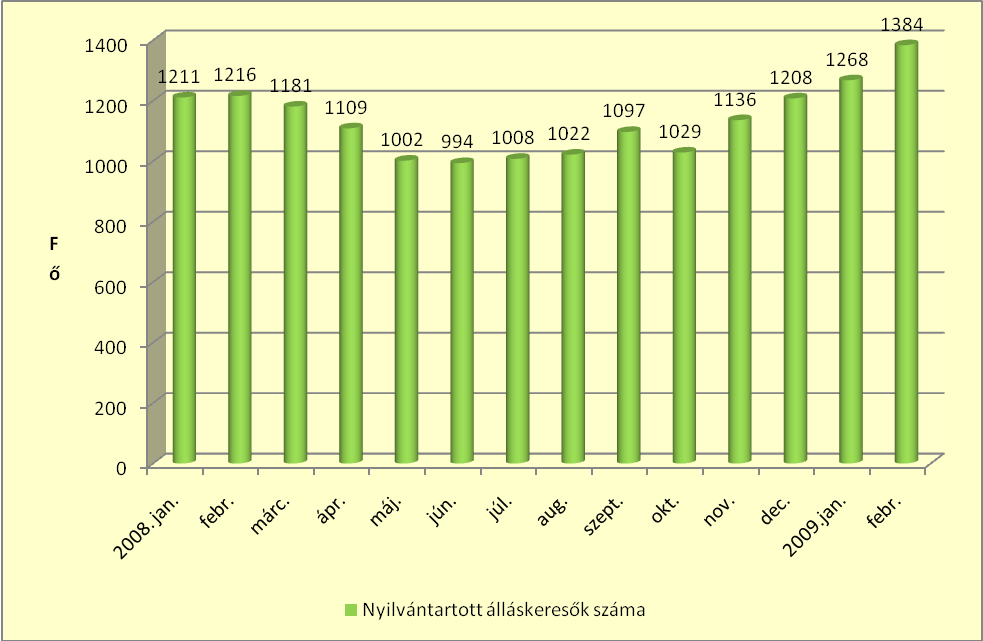 1400
1200
1000
800
600
400
200
0
F
ő
1211
1216
1181
1109
1002
994
1008
1022
1097
1029
1136
1208
1268
1384
2008.jan.
febr.
márc.
ápr.
máj.
jún.
júl.
aug.
szept.
okt.
nov.
dec.
2009.jan.
febr.
Nyilvántartott álláskeresők száma